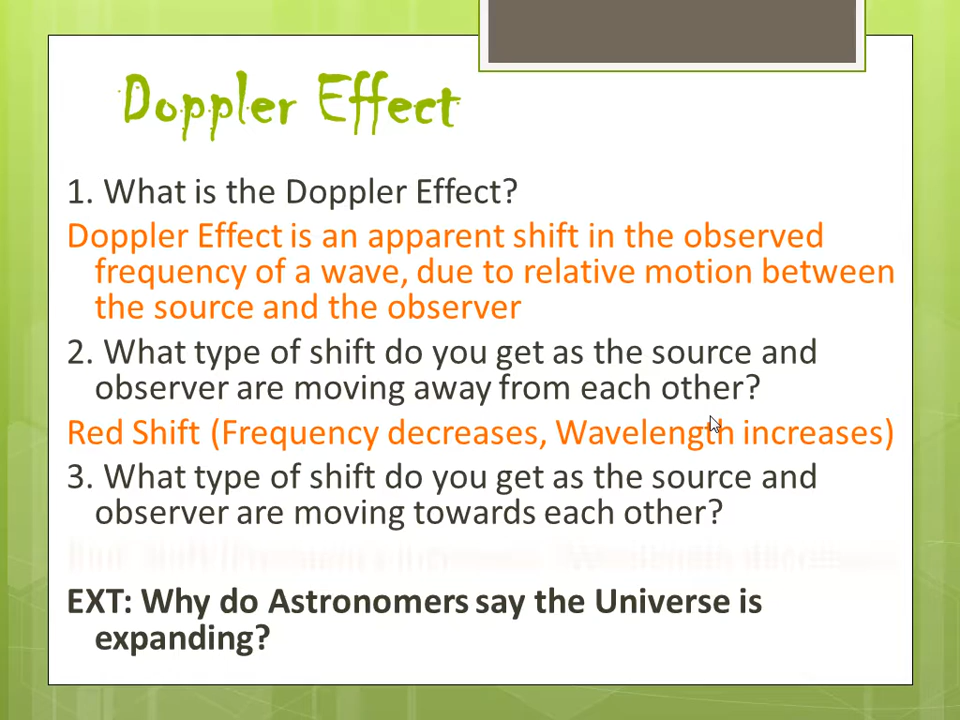 Doppler Effect
1. What is the Doppler Effect?
Doppler Effect is an apparent shift in the observed
frequency of a wave, due to relative motion between
the source and the observer
2. What type of shift do you get as the source and
observer are moving away from each other?
Red Shift (Frequency decreases, Wavelength increases)
3. What type of shift do you get as the source and
observer are moving towards each other?
EXT: Why do Astronomers say the Universe is
expanding?